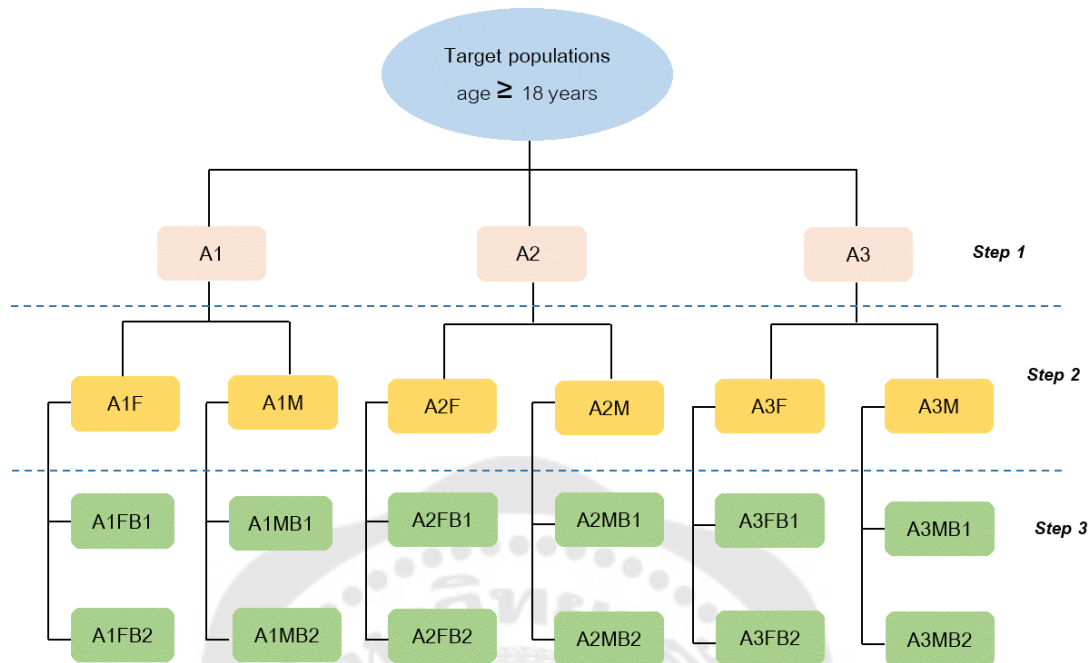 Target populations
age ≥ 18 years
A1
A2
A3
Step 1
A1F
A1M
A2F
A2M
A3F
A3M
Step 2
A1FB1
A1MB1
A2FB1
A2MB1
A3FB1
A3MB1
Step 3
A1FB2
A1MB2
A2FB2
A2MB2
A3FB2
A3MB2